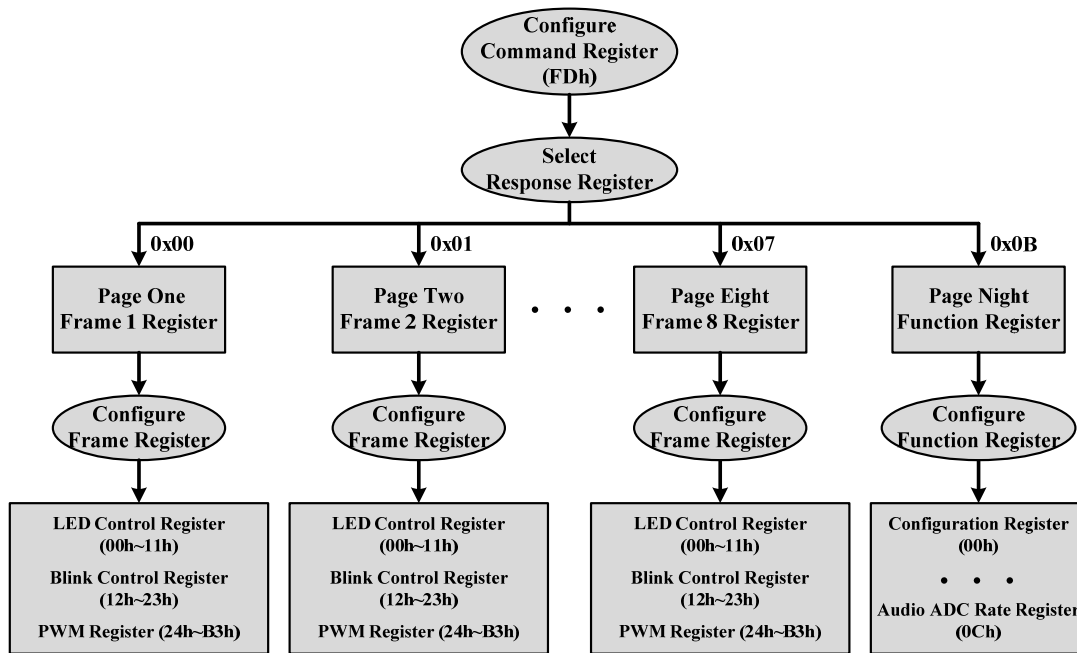 Configure
Command Register
(FDh)
Select
Response Register
0x00
0x01
0x07
0x0B
Page One
Frame 1 Register
Page Two
Frame 2 Register
. . .
Page Eight
Frame 8 Register
Page Night
Function Register
Configure
Frame Register
Configure
Frame Register
Configure
Frame Register
Configure
Function Register
LED Control Register
(00h~11h)
Blink Control Register
(12h~23h)
PWM Register (24h~B3h)
LED Control Register
(00h~11h)
Blink Control Register
(12h~23h)
PWM Register (24h~B3h)
LED Control Register
(00h~11h)
Blink Control Register
(12h~23h)
PWM Register (24h~B3h)
Configuration Register
(00h)
. . .
Audio ADC Rate Register
(0Ch)